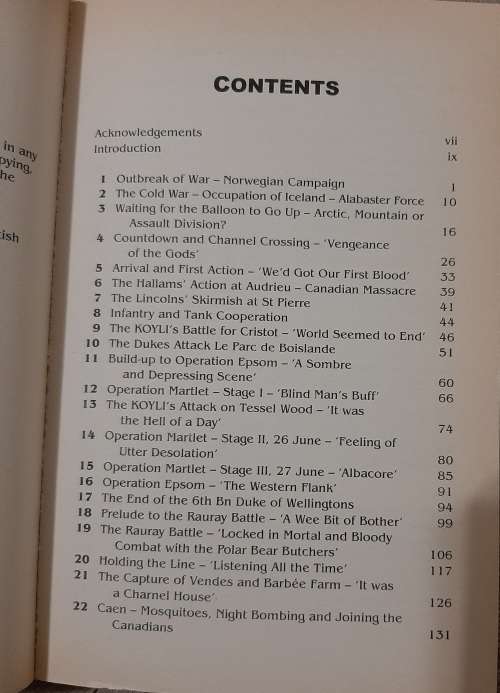 in any
pying,
the
ish
CONTENTS
Acknowledgements vii
Introduction ix
1 Outbreak of War – Norwegian Campaign 1
2 The Cold War – Occupation of Iceland – Alabaster Force 10
3 Waiting for the Balloon to Go Up – Arctic, Mountain or
Assault Division? 16
4 Countdown and Channel Crossing – 'Vengeance
of the Gods' 26
5 Arrival and First Action – 'We'd Got Our First Blood' 33
6 The Hallams' Action at Audrieu – Canadian Massacre 39
7 The Lincolns' Skirmish at St Pierre 41
8 Infantry and Tank Cooperation 44
9 The KOYLI's Battle for Cristot – 'World Seemed to End' 46
10 The Dukes Attack Le Parc de Boislande 51
11 Build-up to Operation Epsom – 'A Sombre
and Depressing Scene' 60
12 Operation Martlet – Stage I – 'Blind Man's Buff' 66
13 The KOYLI's Attack on Tessel Wood – 'It was
the Hell of a Day' 74
14 Operation Martlet – Stage II, 26 June – 'Feeling of
Utter Desolation' 80
15 Operation Martlet – Stage III, 27 June – 'Albacore' 85
16 Operation Epsom – 'The Western Flank' 91
17 The End of the 6th Bn Duke of Wellingtons 94
18 Prelude to the Rauray Battle – 'A Wee Bit of Bother' 99
19 The Rauray Battle – 'Locked in Mortal and Bloody
Combat with the Polar Bear Butchers' 106
20 Holding the Line – 'Listening All the Time' 117
21 The Capture of Vendes and Barbée Farm – 'It was
a Charnel House' 126
22 Caen – Mosquitoes, Night Bombing and Joining the
Canadians 131